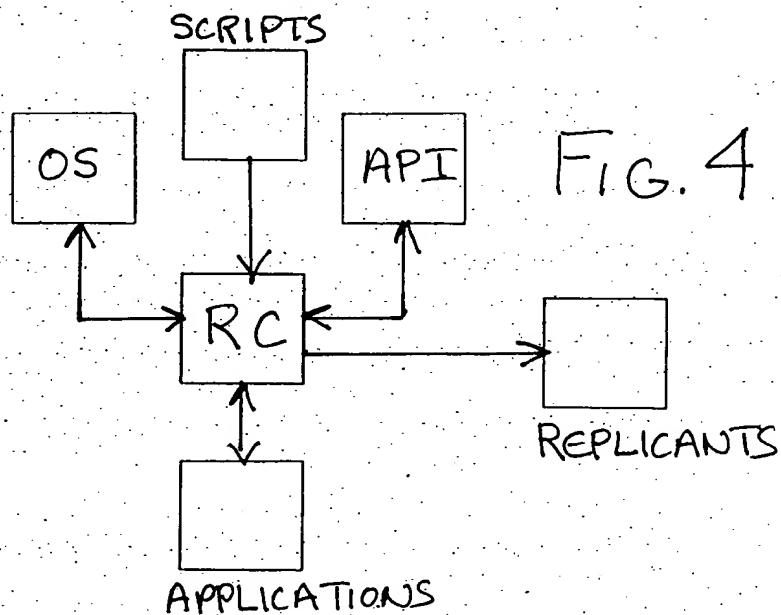 SCRIPTS
OS
API
FIG. 4
RC
REPLICANTS
APPLICATIONS